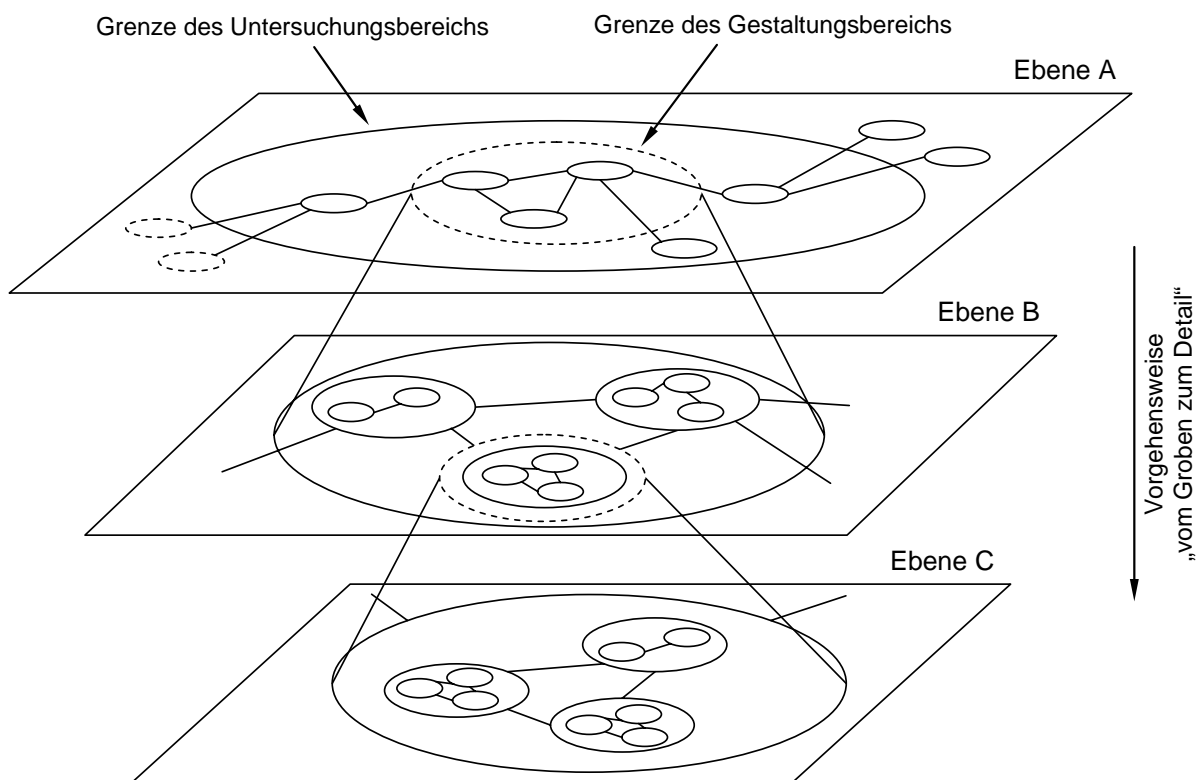 Grenze des Untersuchungsbereichs
Grenze des Gestaltungsbereichs
Ebene A
Ebene B
Vorgehensweise
„vom Groben zum Detail“
Ebene C